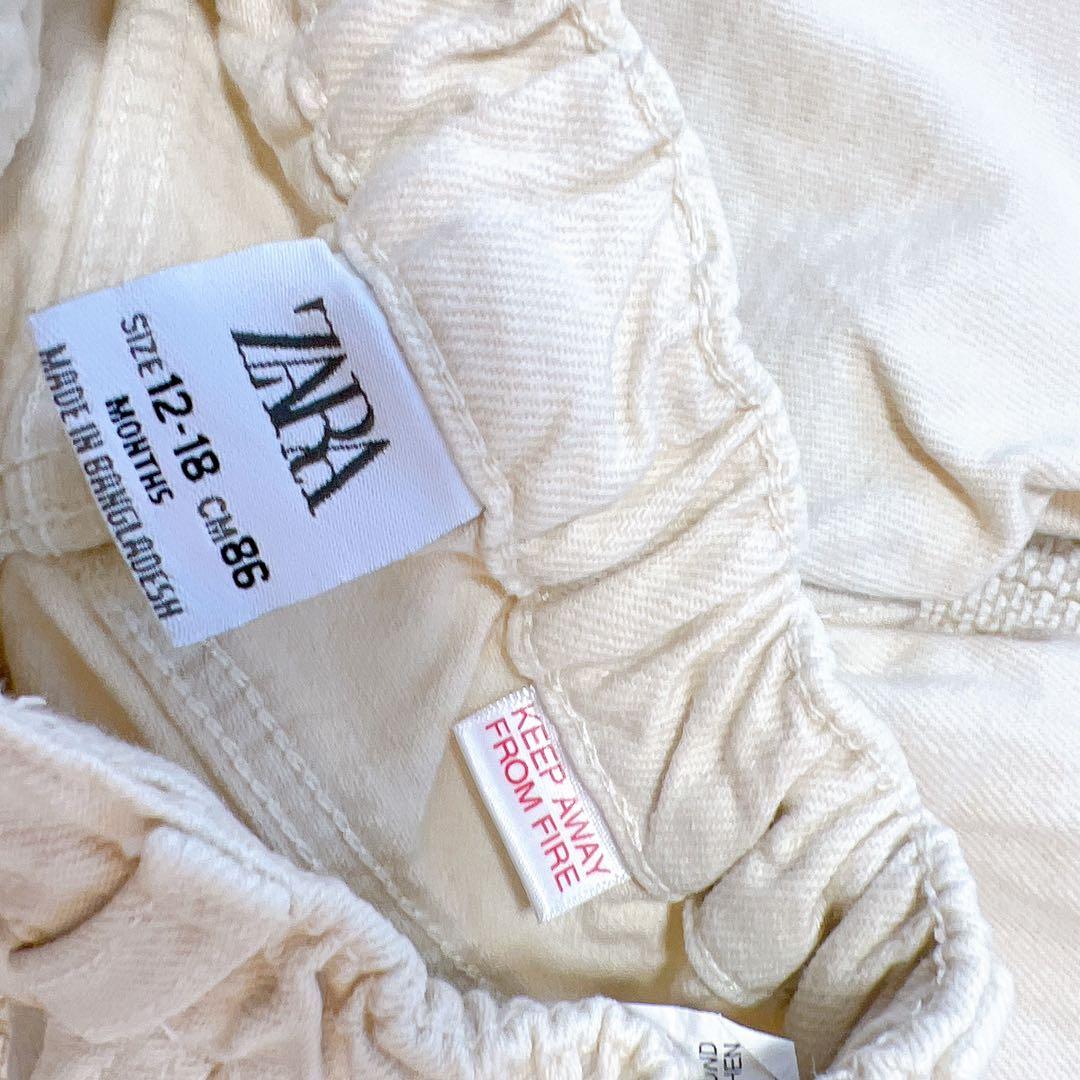 ZARA
SIZE 12-18 CM 86
MONTHS
MADE IN BANGLADESH
KEEP AWAY
FROM FIRE